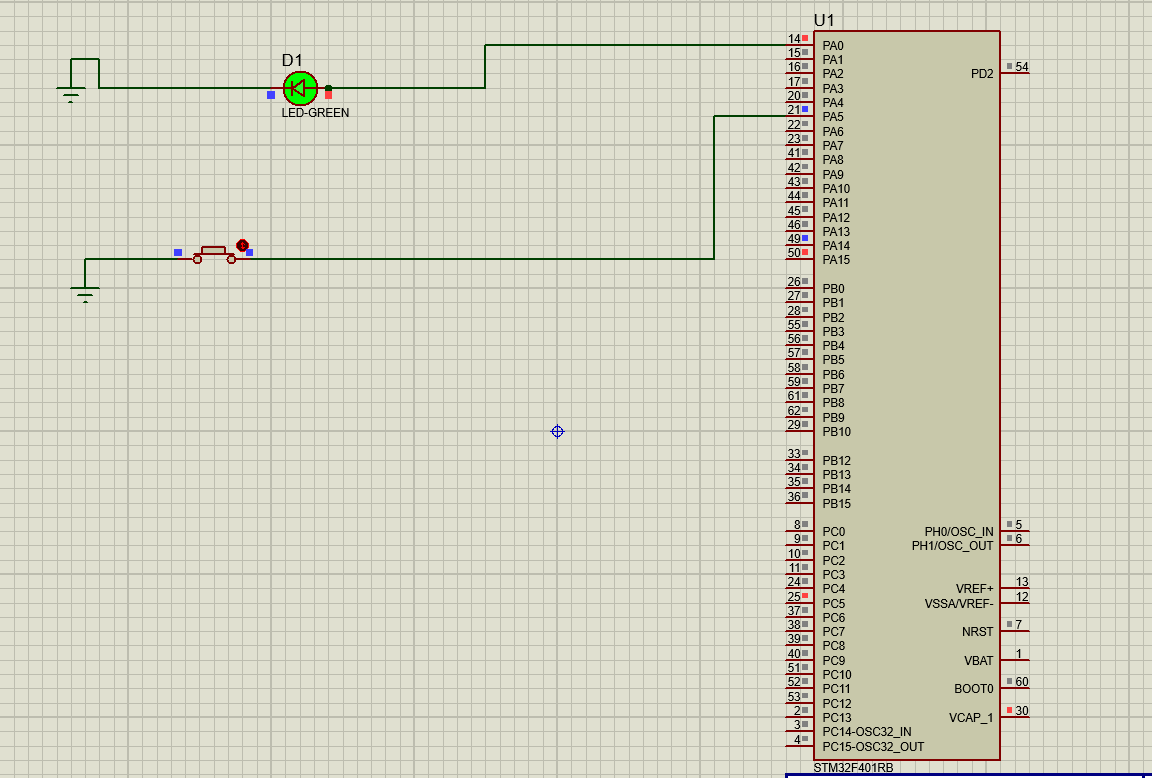 U1
D1
LED-GREEN
14 PA0
15 PA1
16 PA2
PD2 54
17 PA3
20 PA4
21 PA5
22 PA6
23 PA7
41 PA8
42 PA9
43 PA10
44 PA11
45 PA12
46 PA13
49 PA14
50 PA15
26 PB0
27 PB1
28 PB2
55 PB3
56 PB4
57 PB5
58 PB6
59 PB7
61 PB8
62 PB9
29 PB10
33 PB12
34 PB13
35 PB14
36 PB15
8 PC0 PH0/OSC_IN 5
9 PC1 PH1/OSC_OUT 6
10 PC2
11 PC3
24 PC4 VREF+ 13
25 PC5 VSSA/VREF- 12
37 PC6
38 PC7 NRST 7
39 PC8
40 PC9 VBAT 1
51 PC10
52 PC11 BOOT0 60
53 PC12
2 PC13 VCAP_1 30
3 PC14-OSC32_IN
4 PC15-OSC32_OUT
STM32F401RB